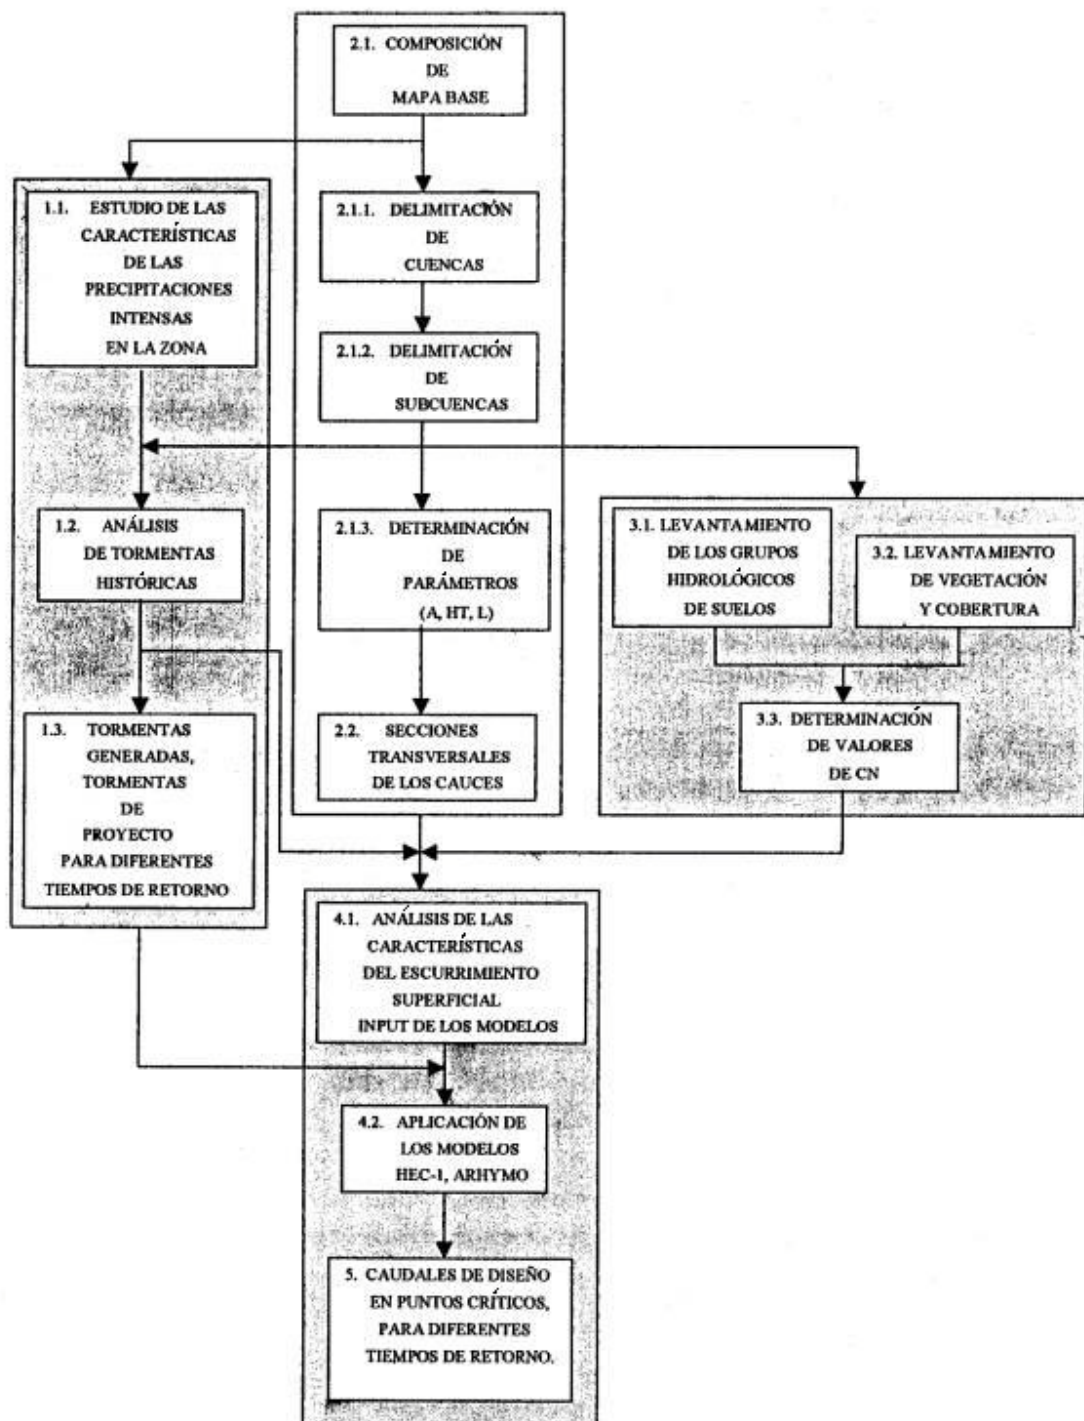 2.1. COMPOSICIÓN
DE
MAPA BASE
1.1. ESTUDIO DE LAS
CARACTERÍSTICAS
DE LAS
PRECIPITACIONES
INTENSAS
EN LA ZONA
2.1.1. DELIMITACIÓN
DE
CUENCAS
2.1.2. DELIMITACIÓN
DE
SUBCUENCAS
1.2. ANÁLISIS
DE TORMENTAS
HISTÓRICAS
2.1.3. DETERMINACIÓN
DE
PARÁMETROS
(A, HT, L)
3.1. LEVANTAMIENTO
DE LOS GRUPOS
HIDROLÓGICOS
DE SUELOS
3.2. LEVANTAMIENTO
DE VEGETACIÓN
Y COBERTURA
1.3. TORMENTAS
GENERADAS,
TORMENTAS
DE
PROYECTO
PARA DIFERENTES
TIEMPOS DE RETORNO
2.2. SECCIONES
TRANSVERSALES
DE LOS CAUCES
3.3. DETERMINACIÓN
DE VALORES
DE CN
4.1. ANÁLISIS DE LAS
CARACTERÍSTICAS
DEL ESCURRIMIENTO
SUPERFICIAL
INPUT DE LOS MODELOS
4.2. APLICACIÓN DE
LOS MODELOS
HEC-1, ARHYMO
5. CAUDALES DE DISEÑO
EN PUNTOS CRÍTICOS,
PARA DIFERENTES
TIEMPOS DE RETORNO.